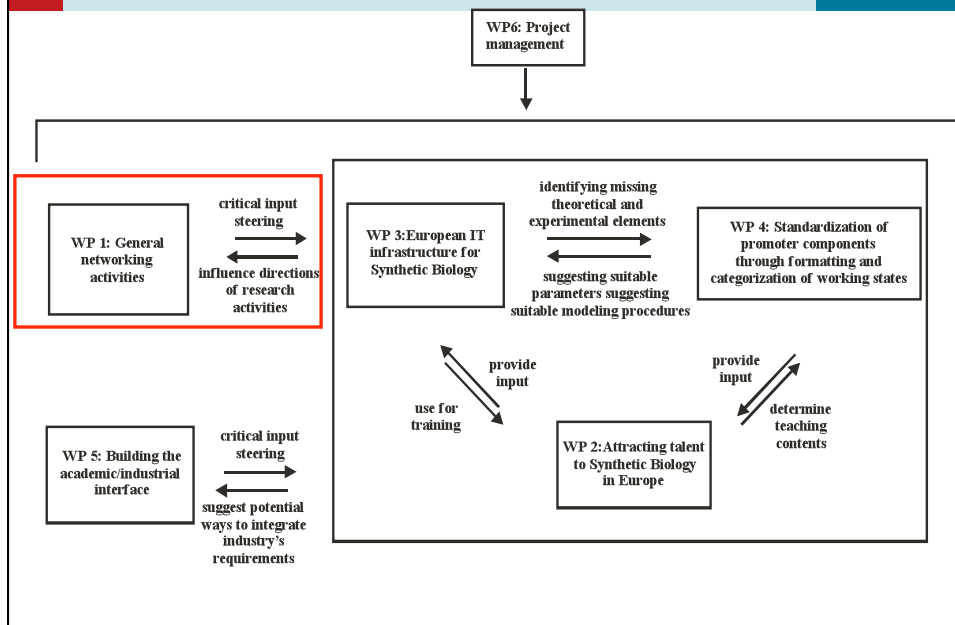 WP6: Project
management
critical input
steering
WP 1: General
networking
activities
influence directions
of research
activities
WP 3:European IT
infrastructure for
Synthetic Biology
identifying missing
theoretical and
experimental elements
suggesting suitable
parameters suggesting
suitable modeling procedures
WP 4: Standardization of
promoter components
through formatting and
categorization of working states
provide
input
use for
training
provide
input
determine
teaching
contents
WP 2:Attracting talent
to Synthetic Biology
in Europe
WP 5: Building the
academic/industrial
interface
critical input
steering
suggest potential
ways to integrate
industry's
requirements